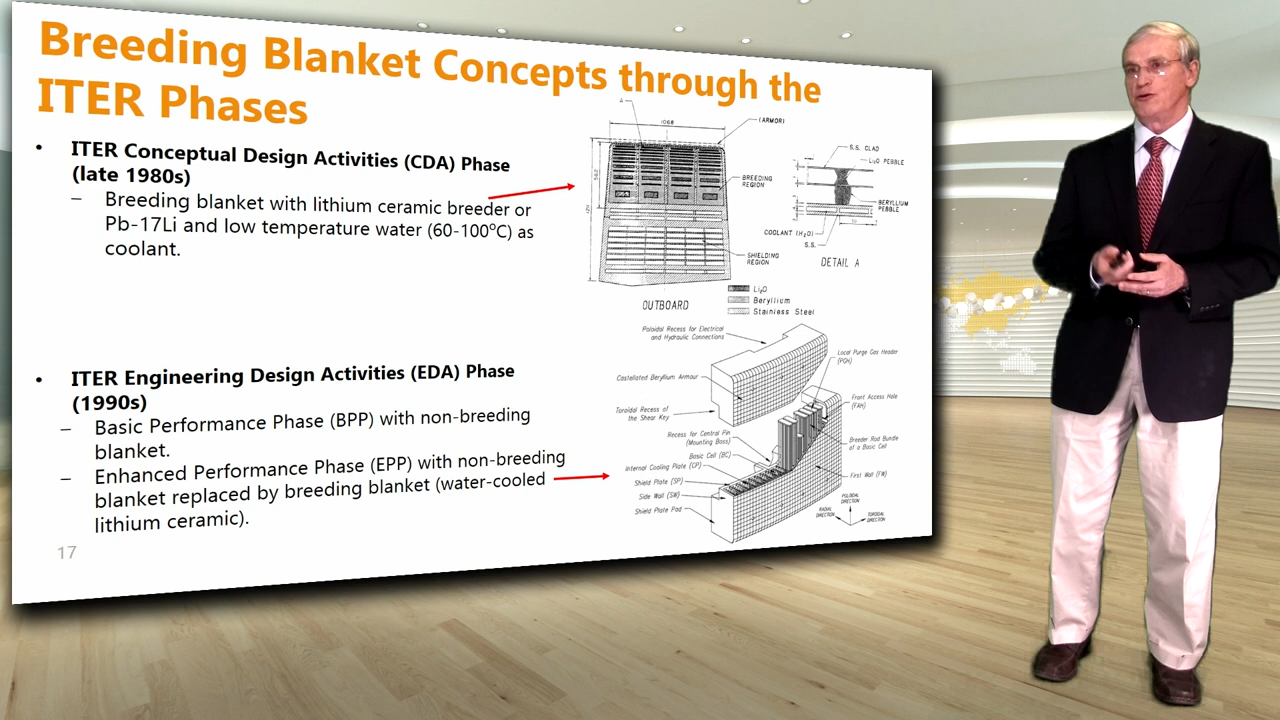 Breeding Blanket Concepts through the
ITER Phases
• ITER Conceptual Design Activities (CDA) Phase
(late 1980s)
– Breeding blanket with lithium ceramic breeder or
Pb-17Li and low temperature water (60-100ºC) as
coolant.
A
1068
(ARMOR)
BREEDING
REGION
SHIELDING
REGION
OUTBOARD
Li₂O
Beryllium
Stainless Steel
S.S. CLAD
Li₂O PEBBLE
BERYLLIUM
PEBBLE
COOLANT (H₂O)
S.S.
DETAIL A
• ITER Engineering Design Activities (EDA) Phase
(1990s)
– Basic Performance Phase (BPP) with non-breeding
blanket.
– Enhanced Performance Phase (EPP) with non-breeding
blanket replaced by breeding blanket (water-cooled
lithium ceramic).
Poloidal Recess for Electrical
and Hydraulic Connections
Castellated Beryllium Armour
Toroidal Recess of
the Shear Key
Recess for Central Pin
(Mounting Boss)
Basic Cell (BC)
Internal Cooling Plate (CP)
Shield Plate (SP)
Side Wall (SW)
Shield Plate Pad
Local Purge Gas Header
(PGH)
Front Access Hole
(FAH)
Breeder Rod Bundle
of a Basic Cell
First Wall (FW)
POLOIDAL
DIRECTION
RADIAL
DIRECTION
TOROIDAL
DIRECTION
17